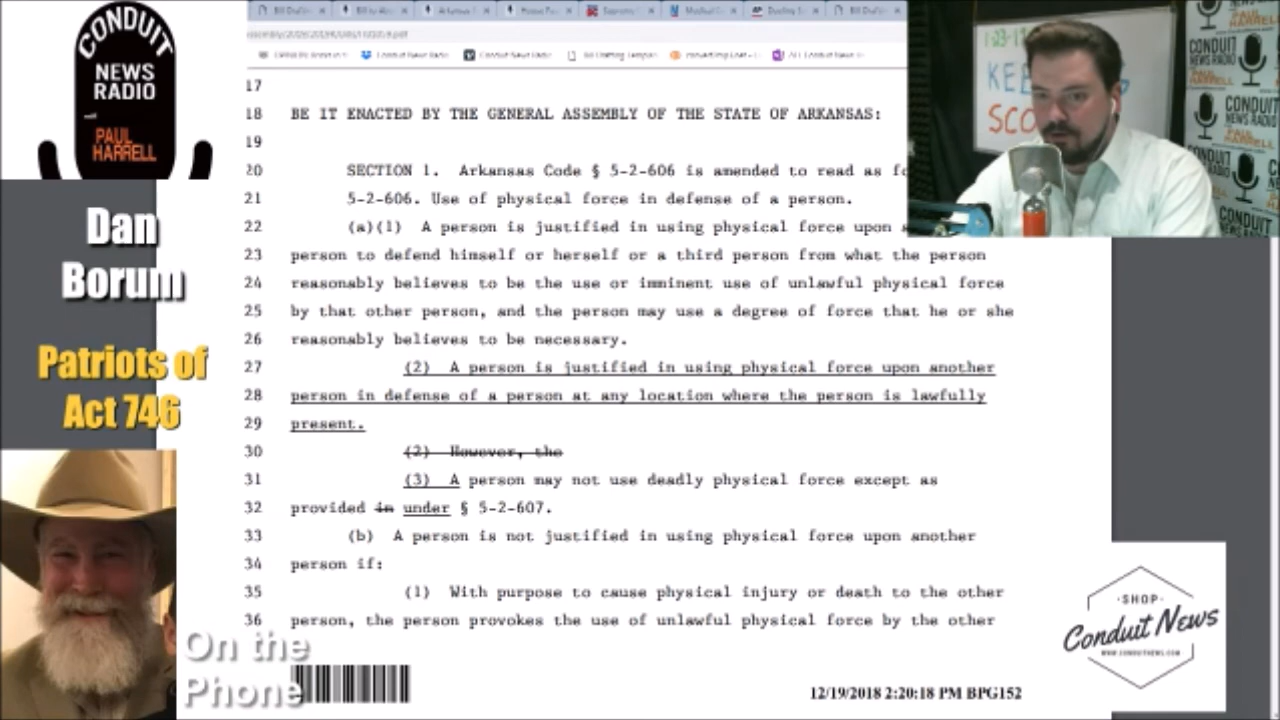 CONDUIT
NEWS
RADIO
PAUL
HARRELL
Dan
Borum
Patriots of
Act 746
On the
Phone
17
18 BE IT ENACTED BY THE GENERAL ASSEMBLY OF THE STATE OF ARKANSAS:
19
20 SECTION 1. Arkansas Code § 5-2-606 is amended to read as fo
21 5-2-606. Use of physical force in defense of a person.
22 (a)(1) A person is justified in using physical force upon
23 person to defend himself or herself or a third person from what the person
24 reasonably believes to be the use or imminent use of unlawful physical force
25 by that other person, and the person may use a degree of force that he or she
26 reasonably believes to be necessary.
27 (2) A person is justified in using physical force upon another
28 person in defense of a person at any location where the person is lawfully
29 present.
30 (2) However, the
31 (3) A person may not use deadly physical force except as
32 provided in under § 5-2-607.
33 (b) A person is not justified in using physical force upon another
34 person if:
35 (1) With purpose to cause physical injury or death to the other
36 person, the person provokes the use of unlawful physical force by the other
12/19/2018 2:20:18 PM BPG152
KEE
SCO
CONDUIT
NEWS RADIO
PAUL
HARRELL
·SHOP·
Conduit News
WWW.CONDUITNEWS.COM